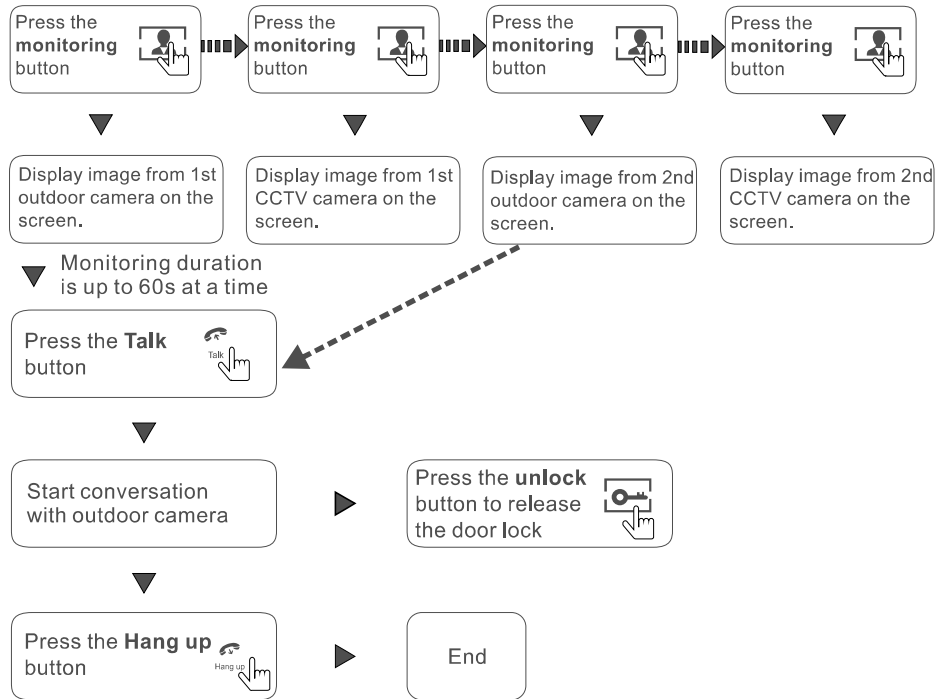 Press the
monitoring
button
Press the
monitoring
button
Press the
monitoring
button
Press the
monitoring
button
Display image from 1st
outdoor camera on the
screen.
Display image from 1st
CCTV camera on the
screen.
Display image from 2nd
outdoor camera on the
screen.
Display image from 2nd
CCTV camera on the
screen.
Monitoring duration
is up to 60s at a time
Press the Talk
button
Talk
Start conversation
with outdoor camera
Press the unlock
button to release
the door lock
Press the Hang up
button
Hang up
End